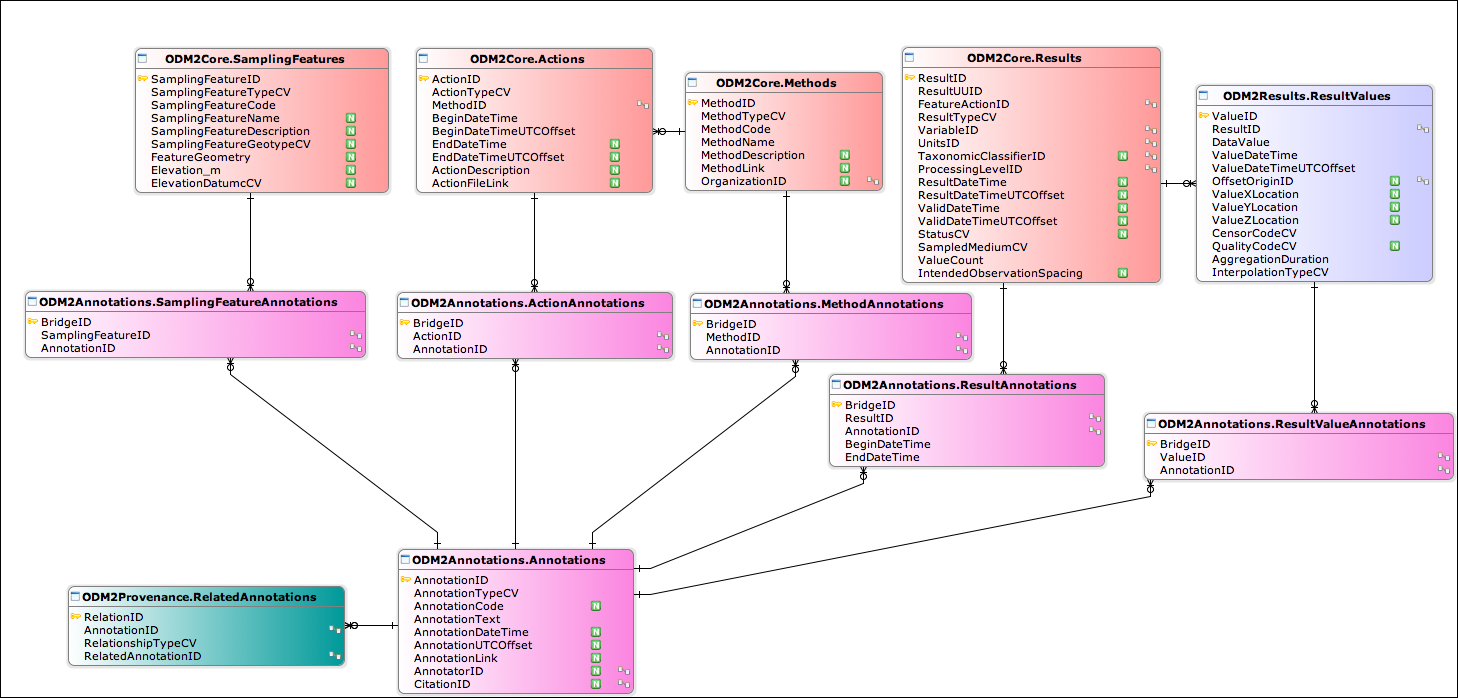 ODM2Core.SamplingFeatures
SamplingFeatureID
SamplingFeatureTypeCV
SamplingFeatureCode
SamplingFeatureName N
SamplingFeatureDescription N
SamplingFeatureGeotypeCV N
FeatureGeometry N
Elevation_m N
ElevationDatumcCV N
ODM2Core.Actions
ActionID
ActionTypeCV
MethodID
BeginDateTime
BeginDateTimeUTCOffset
EndDateTime N
EndDateTimeUTCOffset N
ActionDescription N
ActionFileLink N
ODM2Core.Methods
MethodID
MethodTypeCV
MethodCode
MethodName
MethodDescription N
MethodLink N
OrganizationID N
ODM2Core.Results
ResultID
ResultUUID
FeatureActionID
ResultTypeCV
VariableID
UnitsID
TaxonomicClassifierID N
ProcessingLevelID
ResultDateTime N
ResultDateTimeUTCOffset N
ValidDateTime N
ValidDateTimeUTCOffset N
StatusCV N
SampledMediumCV
ValueCount
IntendedObservationSpacing N
ODM2Results.ResultValues
ValueID
ResultID
DataValue
ValueDateTime
ValueDateTimeUTCOffset
OffsetOriginID N
ValueXLocation N
ValueYLocation N
ValueZLocation N
CensorCodeCV
QualityCodeCV N
AggregationDuration
InterpolationTypeCV
ODM2Annotations.SamplingFeatureAnnotations
BridgeID
SamplingFeatureID
AnnotationID
ODM2Annotations.ActionAnnotations
BridgeID
ActionID
AnnotationID
ODM2Annotations.MethodAnnotations
BridgeID
MethodID
AnnotationID
ODM2Annotations.ResultAnnotations
BridgeID
ResultID
AnnotationID
BeginDateTime
EndDateTime
ODM2Annotations.ResultValueAnnotations
BridgeID
ValueID
AnnotationID
ODM2Provenance.RelatedAnnotations
RelationID
AnnotationID
RelationshipTypeCV
RelatedAnnotationID
ODM2Annotations.Annotations
AnnotationID
AnnotationTypeCV
AnnotationCode N
AnnotationText
AnnotationDateTime N
AnnotationUTCOffset N
AnnotationLink N
AnnotatorID N
CitationID N